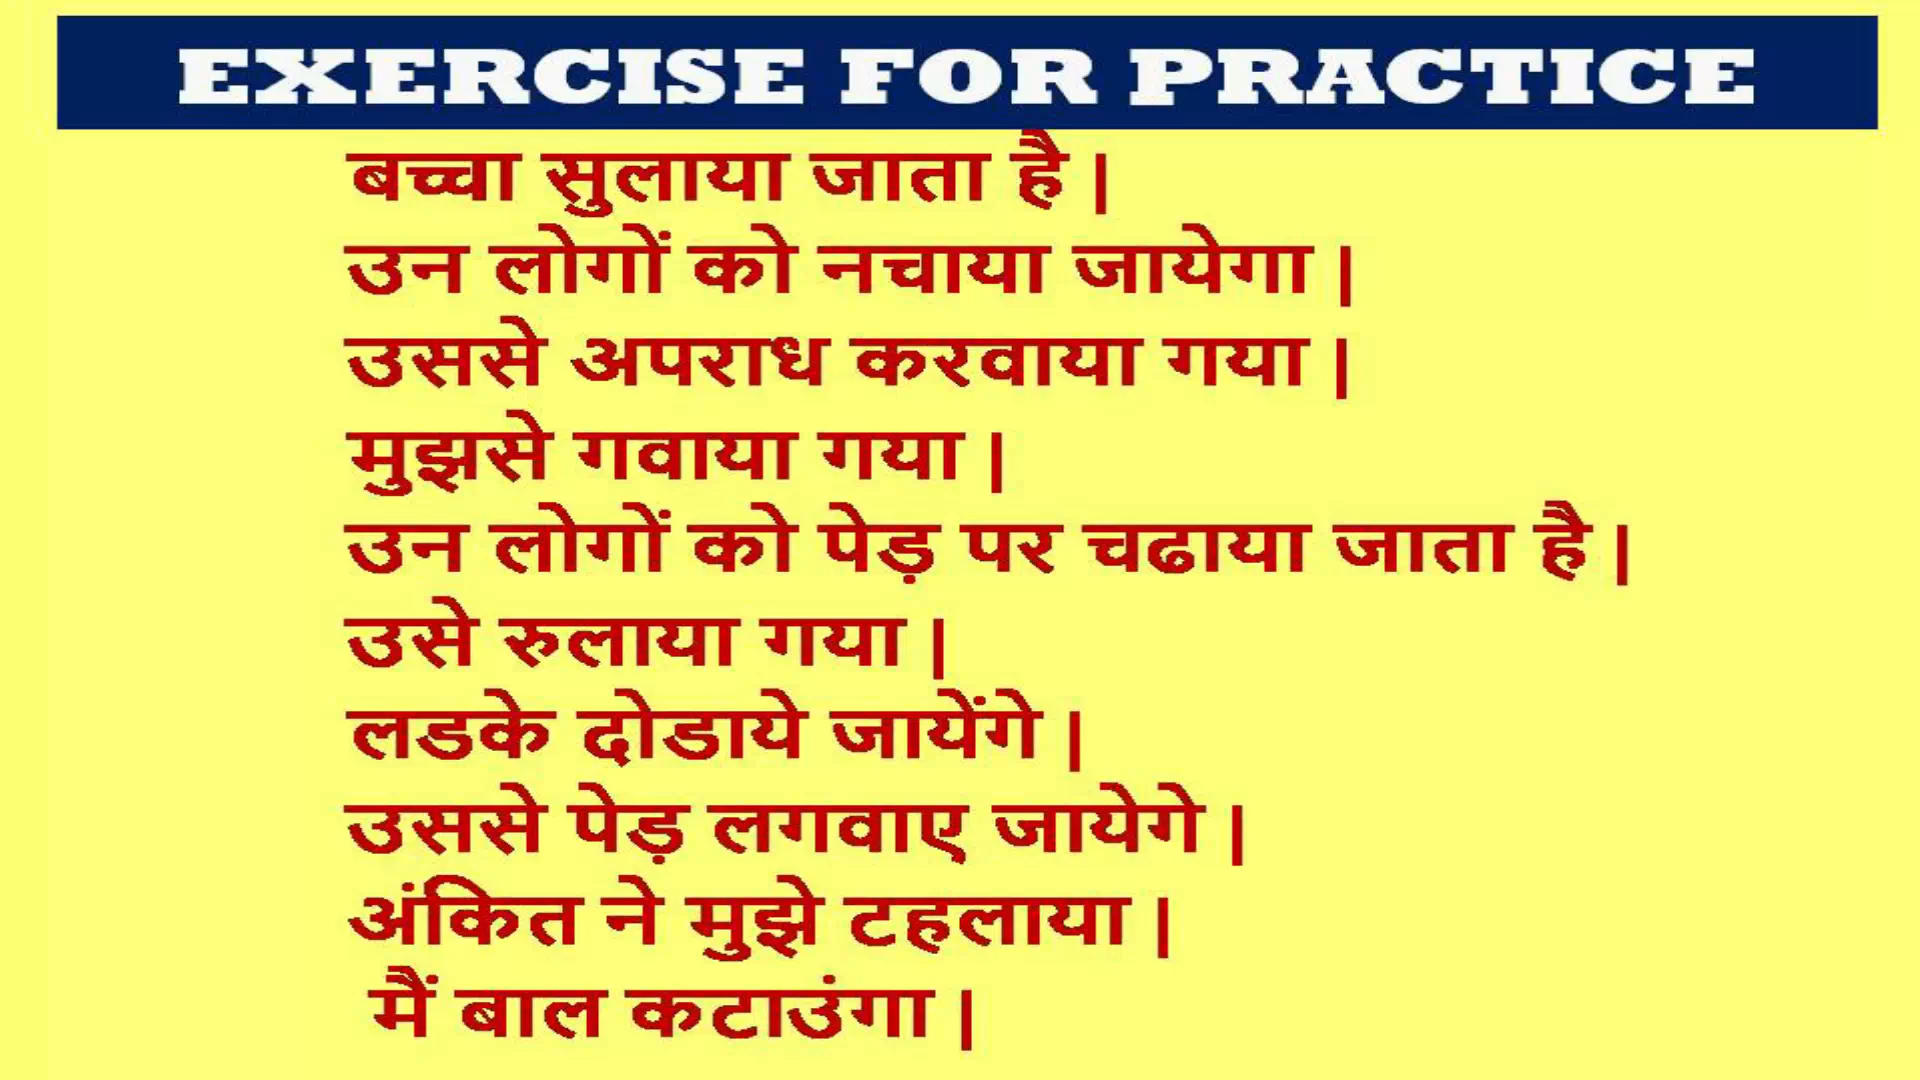 EXERCISE FOR PRACTICE
बच्चा सुलाया जाता है |
उन लोगों को नचाया जायेगा |
उससे अपराध करवाया गया |
मुझसे गवाया गया |
उन लोगों को पेड़ पर चढाया जाता है |
उसे रुलाया गया |
लडके दोडाये जायेंगे |
उससे पेड़ लगवाए जायेगे |
अंकित ने मुझे टहलाया |
मैं बाल कटाउंगा |